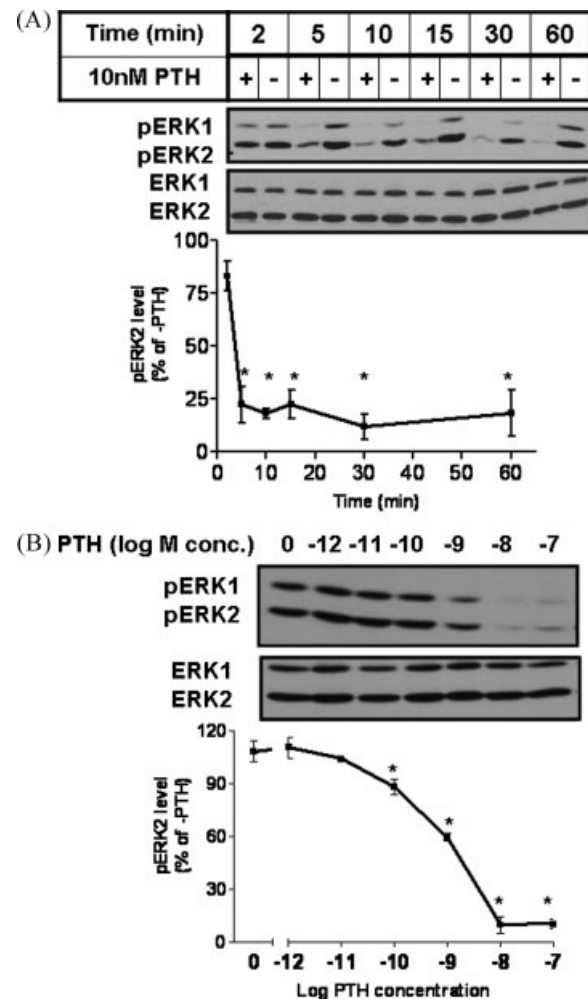 (A)
Time (min) 2 5 10 15 30 60
10nM PTH + - + - + - + - + - + -
pERK1
pERK2
ERK1
ERK2
100
75
50
25
0
pERK2 level
(% of -PTH)
* * * * *
0 10 20 30 40 50 60
Time (min)
(B) PTH (log M conc.) 0 -12 -11 -10 -9 -8 -7
pERK1
pERK2
ERK1
ERK2
120
90
60
30
0
pERK2 level
(% of -PTH)
* * * *
0 -12 -11 -10 -9 -8 -7
Log PTH concentration